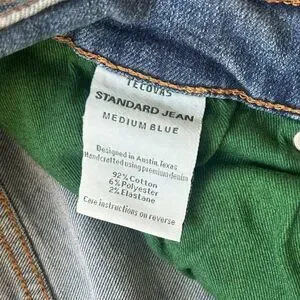 TECOVAS
STANDARD JEAN
MEDIUM BLUE
Designed in Austin, Texas
Handcrafted using premium denim
92% Cotton
6% Polyester
2% Elastane
Care instructions on reverse